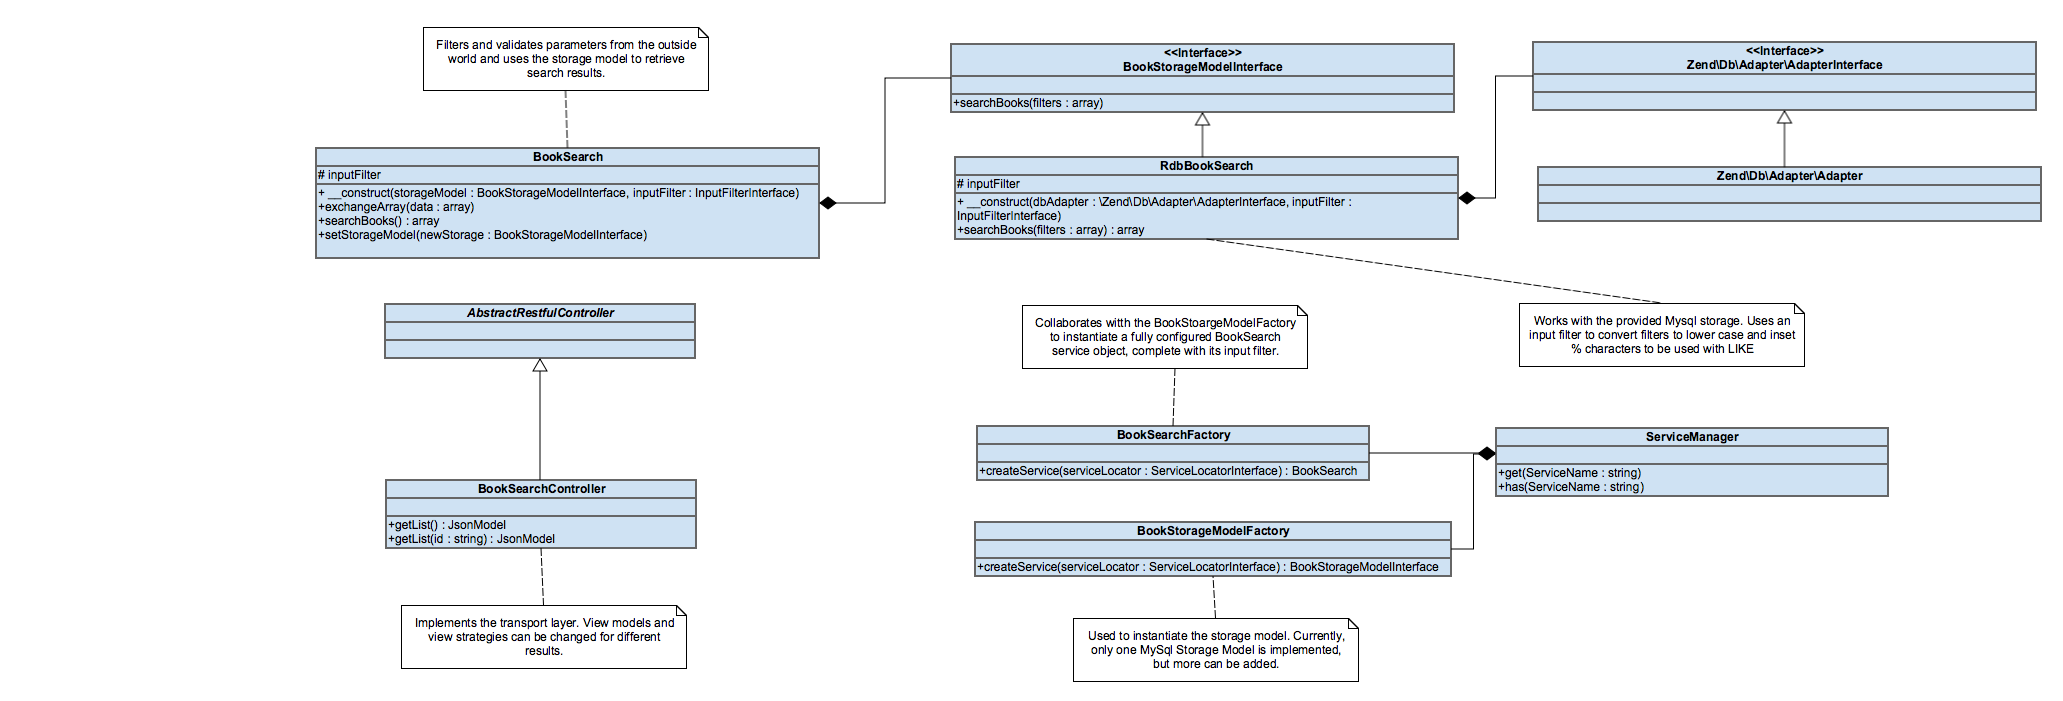 Filters and validates parameters from the outside
world and uses the storage model to retrieve
search results.
<<Interface>>
BookStorageModelInterface
+searchBooks(filters : array)
<<Interface>>
Zend\Db\Adapter\AdapterInterface
BookSearch
# inputFilter
+ __construct(storageModel : BookStorageModelInterface, inputFilter : InputFilterInterface)
+exchangeArray(data : array)
+searchBooks() : array
+setStorageModel(newStorage : BookStorageModelInterface)
RdbBookSearch
# inputFilter
+ __construct(dbAdapter : \Zend\Db\Adapter\AdapterInterface, inputFilter :
InputFilterInterface)
+searchBooks(filters : array) : array
Zend\Db\Adapter\Adapter
AbstractRestfulController
Collaborates witth the BookStoargeModelFactory
to instantiate a fully configured BookSearch
service object, complete with its input filter.
Works with the provided Mysql storage. Uses an
input filter to convert filters to lower case and inset
% characters to be used with LIKE
BookSearchFactory
+createService(serviceLocator : ServiceLocatorInterface) : BookSearch
ServiceManager
+get(ServiceName : string)
+has(ServiceName : string)
BookSearchController
+getList() : JsonModel
+getList(id : string) : JsonModel
BookStorageModelFactory
+createService(serviceLocator : ServiceLocatorInterface) : BookStorageModelInterface
Implements the transport layer. View models and
view strategies can be changed for different
results.
Used to instantiate the storage model. Currently,
only one MySql Storage Model is implemented,
but more can be added.